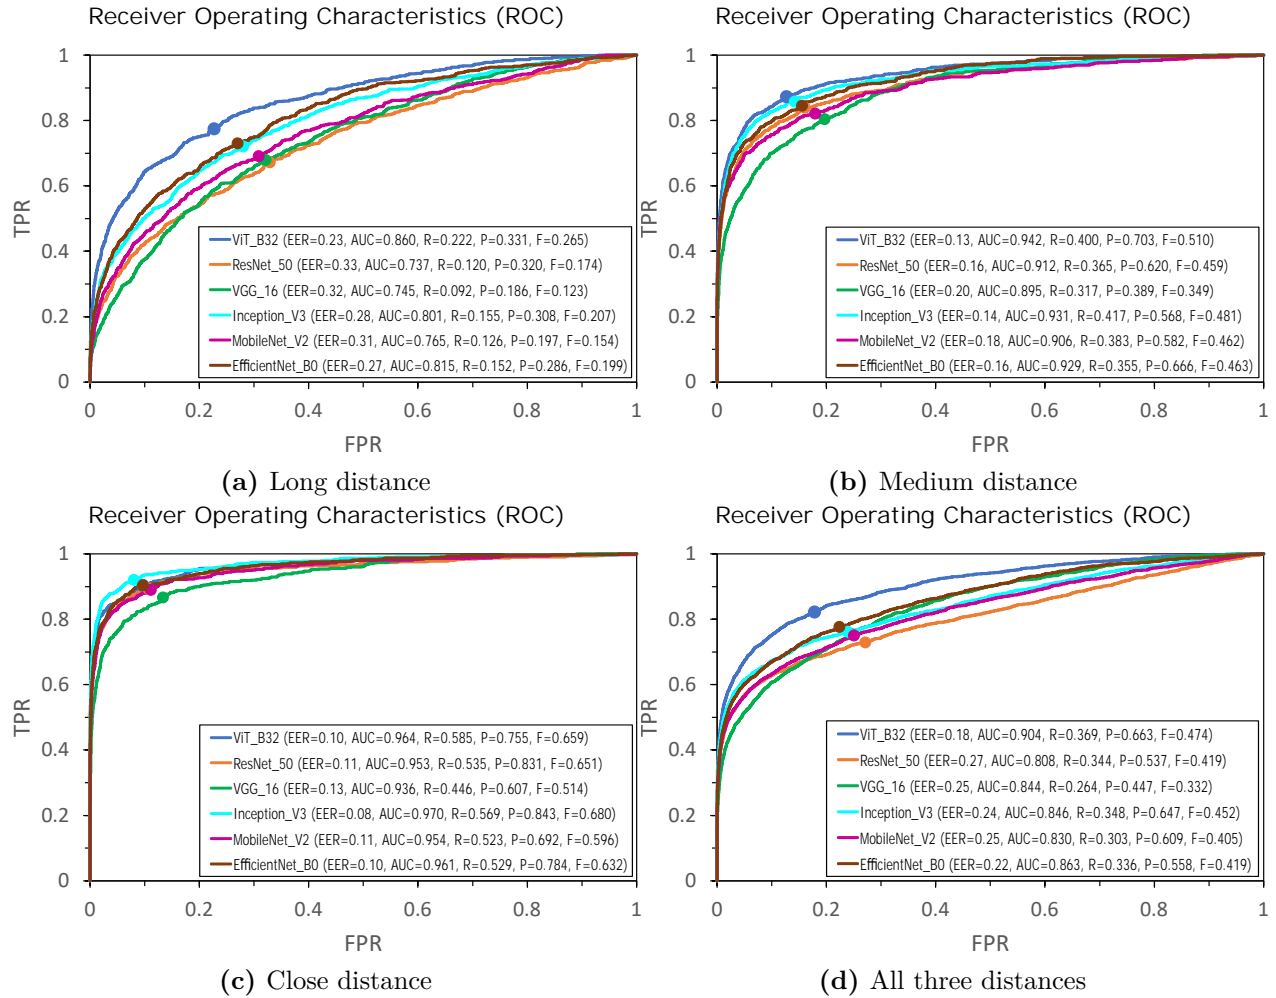 Receiver Operating Characteristics (ROC)
TPR
1
0.8
0.6
0.4
0.2
0
ViT_B32 (EER=0.23, AUC=0.860, R=0.222, P=0.331, F=0.265)
ResNet_50 (EER=0.33, AUC=0.737, R=0.120, P=0.320, F=0.174)
VGG_16 (EER=0.32, AUC=0.745, R=0.092, P=0.186, F=0.123)
Inception_V3 (EER=0.28, AUC=0.801, R=0.155, P=0.308, F=0.207)
MobileNet_V2 (EER=0.31, AUC=0.765, R=0.126, P=0.197, F=0.154)
EfficientNet_B0 (EER=0.27, AUC=0.815, R=0.152, P=0.286, F=0.199)
0 0.2 0.4 0.6 0.8 1
FPR
(a) Long distance
Receiver Operating Characteristics (ROC)
TPR
1
0.8
0.6
0.4
0.2
0
ViT_B32 (EER=0.13, AUC=0.942, R=0.400, P=0.703, F=0.510)
ResNet_50 (EER=0.16, AUC=0.912, R=0.365, P=0.620, F=0.459)
VGG_16 (EER=0.20, AUC=0.895, R=0.317, P=0.389, F=0.349)
Inception_V3 (EER=0.14, AUC=0.931, R=0.417, P=0.568, F=0.481)
MobileNet_V2 (EER=0.18, AUC=0.906, R=0.383, P=0.582, F=0.462)
EfficientNet_B0 (EER=0.16, AUC=0.929, R=0.355, P=0.666, F=0.463)
0 0.2 0.4 0.6 0.8 1
FPR
(b) Medium distance
Receiver Operating Characteristics (ROC)
TPR
1
0.8
0.6
0.4
0.2
0
ViT_B32 (EER=0.10, AUC=0.964, R=0.585, P=0.755, F=0.659)
ResNet_50 (EER=0.11, AUC=0.953, R=0.535, P=0.831, F=0.651)
VGG_16 (EER=0.13, AUC=0.936, R=0.446, P=0.607, F=0.514)
Inception_V3 (EER=0.08, AUC=0.970, R=0.569, P=0.843, F=0.680)
MobileNet_V2 (EER=0.11, AUC=0.954, R=0.523, P=0.692, F=0.596)
EfficientNet_B0 (EER=0.10, AUC=0.961, R=0.529, P=0.784, F=0.632)
0 0.2 0.4 0.6 0.8 1
FPR
(c) Close distance
Receiver Operating Characteristics (ROC)
TPR
1
0.8
0.6
0.4
0.2
0
ViT_B32 (EER=0.18, AUC=0.904, R=0.369, P=0.663, F=0.474)
ResNet_50 (EER=0.27, AUC=0.808, R=0.344, P=0.537, F=0.419)
VGG_16 (EER=0.25, AUC=0.844, R=0.264, P=0.447, F=0.332)
Inception_V3 (EER=0.24, AUC=0.846, R=0.348, P=0.647, F=0.452)
MobileNet_V2 (EER=0.25, AUC=0.830, R=0.303, P=0.609, F=0.405)
EfficientNet_B0 (EER=0.22, AUC=0.863, R=0.336, P=0.558, F=0.419)
0 0.2 0.4 0.6 0.8 1
FPR
(d) All three distances